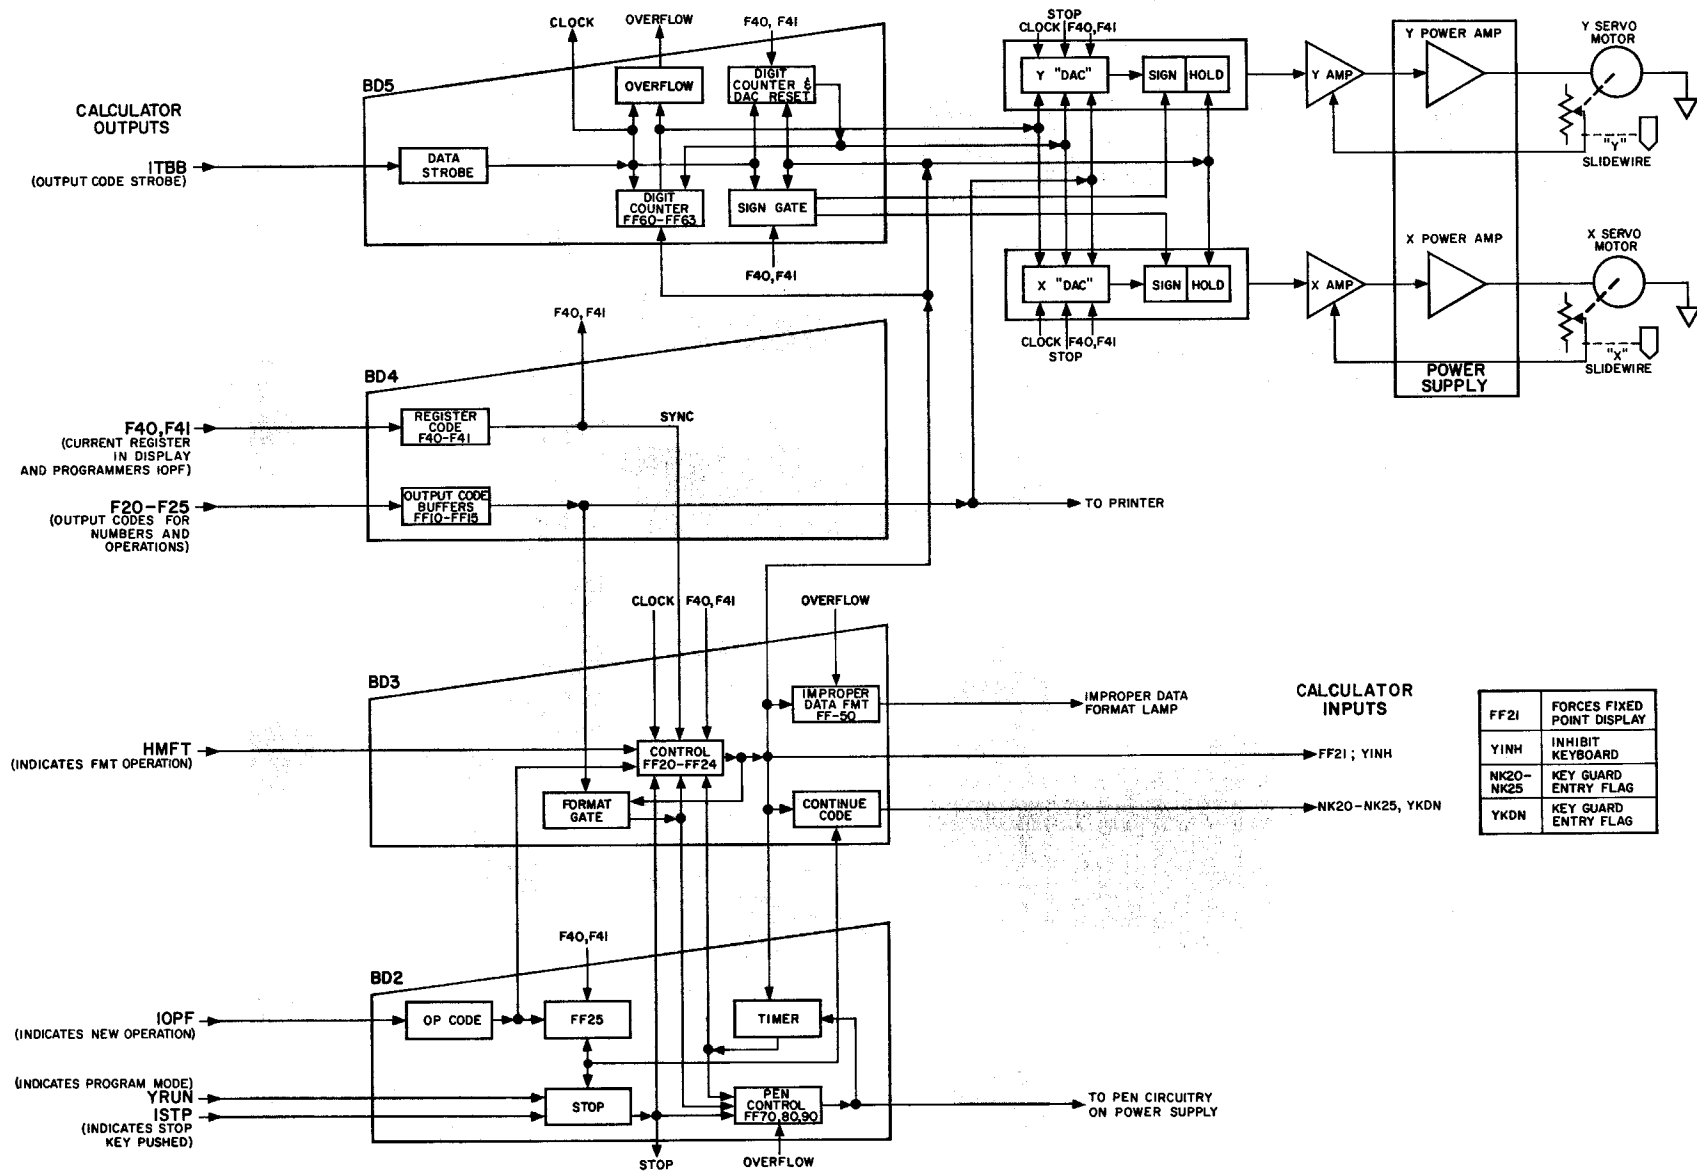 CALCULATOR
OUTPUTS
ITBB
(OUTPUT CODE STROBE)
BD5
CLOCK
OVERFLOW
F40, F41
DATA
STROBE
OVERFLOW
DIGIT
COUNTER &
DAC RESET
DIGIT
COUNTER
FF60-FF63
SIGN GATE
F40, F41
STOP
CLOCK F40,F41
Y "DAC"
SIGN
HOLD
X "DAC"
SIGN
HOLD
CLOCK F40,F41
STOP
Y AMP
Y POWER AMP
Y SERVO
MOTOR
"Y"
SLIDEWIRE
X AMP
X POWER AMP
X SERVO
MOTOR
"X"
SLIDEWIRE
POWER
SUPPLY
F40, F41
BD4
F40,F41
(CURRENT REGISTER
IN DISPLAY
AND PROGRAMMERS IOPF)
REGISTER
CODE
F40-F41
SYNC
F20-F25
(OUTPUT CODES FOR
NUMBERS AND
OPERATIONS)
OUTPUT CODE
BUFFERS
FF10-FF15
TO PRINTER
CLOCK
F40, F41
OVERFLOW
BD3
HMFT
(INDICATES FMT OPERATION)
CONTROL
FF20-FF24
FORMAT
GATE
IMPROPER
DATA FMT
FF-50
CONTINUE
CODE
IMPROPER DATA
FORMAT LAMP
CALCULATOR
INPUTS
FF21; YINH
NK20-NK25, YKDN
FF21
FORCES FIXED
POINT DISPLAY
YINH
INHIBIT
KEYBOARD
NK20-
NK25
KEY GUARD
ENTRY FLAG
YKDN
KEY GUARD
ENTRY FLAG
F40,F41
BD2
IOPF
(INDICATES NEW OPERATION)
OP CODE
FF25
TIMER
(INDICATES PROGRAM MODE)
YRUN
ISTP
(INDICATES STOP
KEY PUSHED)
STOP
PEN
CONTROL
FF70,80,90
TO PEN CIRCUITRY
ON POWER SUPPLY
STOP
OVERFLOW